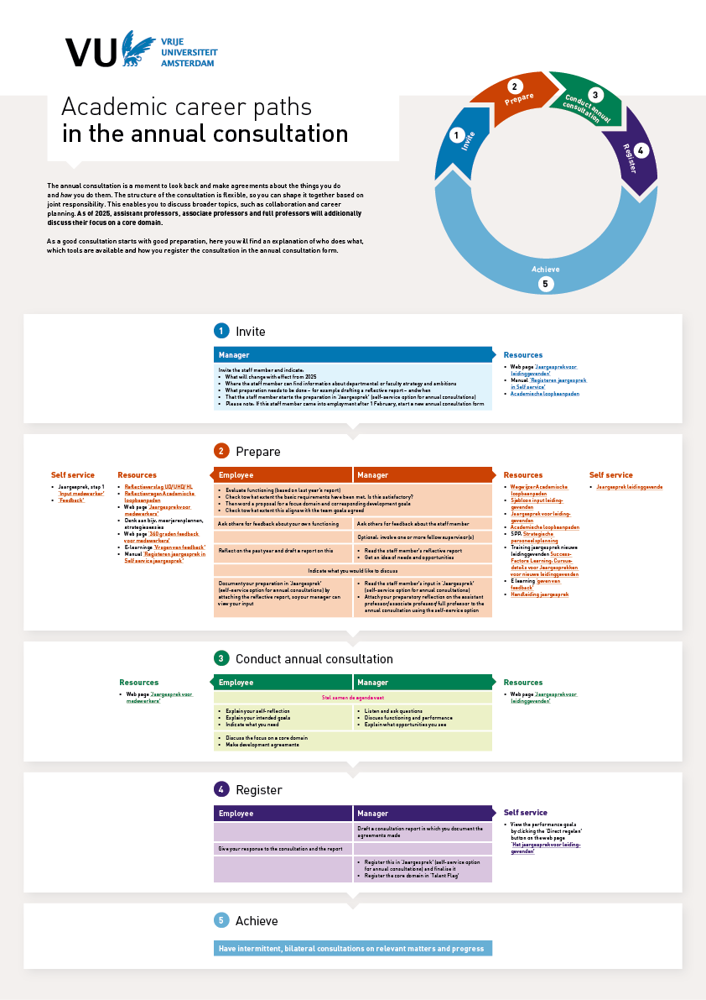 VU
VRIJE
UNIVERSITEIT
AMSTERDAM
Academic career paths
in the annual consultation
The annual consultation is a moment to look back and make agreements about the things you do
and how you do them. The structure of the consultation is flexible, so you can shape it together based on
joint responsibility. This enables you to discuss broader topics, such as collaboration and career
planning. As of 2025, assistant professors, associate professors and full professors will additionally
discuss their focus on a core domain.
As a good consultation starts with good preparation, here you will find an explanation of who does what,
which tools are available and how you register the consultation in the annual consultation form.
1 Invite
2 Prepare
3 Conduct annual
consultation
4 Register
Achieve
5
1 Invite
Manager
Invite the staff member and indicate:
• What will change with effect from 2025
• Where the staff member can find information about departmental or faculty strategy and ambitions
• What preparation needs to be done – for example drafting a reflective report – and when
• That the staff member starts the preparation in 'Jaargesprek' (self-service option for annual consultations)
• Please note: If this staff member came into employment after 1 February, start a new annual consultation form
Resources
• Web page 'Jaargesprek voor
leidinggevenden'
• Manual 'Registeren jaargesprek
in Self service'
• Academische loopbaanpaden
2 Prepare
Self service
• Jaargesprek, stap 1
'Input medewerker'
• 'Feedback'
Resources
• Reflectieverslag UD/UHD/HL
• Reflectievragen Academische
loopbaanpaden
• Web page 'Jaargesprek voor
medewerkers'
• Denk aan bijv. meerjarenplannen,
strategiesessies
• Web page '360 graden feedback
voor medewerkers'
• E-learninge 'Vragen van feedback'
• Manual 'Registeren jaargesprek in
Self service jaargesprek'
Employee
Manager
• Evaluate functioning (based on last year's report)
• Check to what extent the basic requirements have been met. Is this satisfactory?
• Then word a proposal for a focus domain and corresponding development goals
• Check to what extent this aligns with the team goals agreed
Ask others for feedback about your own functioning
Ask others for feedback about the staff member
Optional: involve one or more fellow supervisor(s)
Reflect on the past year and draft a report on this
• Read the staff member's reflective report
• Get an idea of needs and opportunities
Indicate what you would like to discuss
Document your preparation in 'Jaargesprek'
(self-service option for annual consultations) by
attaching the reflective report, so your manager can
view your input
• Read the staff member's input in 'Jaargesprek'
(self-service option for annual consultations)
• Attach your preparatory reflection on the assistant
professor/associate professor/full professor to the
annual consultation using the self-service option
Resources
• Wegwijzer Academische
loopbaanpaden
• Sjabloon input leiding-
gevenden
• Jaargesprek voor leiding-
gevenden
• Academische loopbaanpaden
• SPP: Strategische
personeelsplanning
• Training jaargesprek nieuwe
leidinggevenden Success-
Factors Learning: Cursus-
details voor Jaargesprekken
voor nieuwe leidinggevenden
• E learning 'geven van
feedback'
• Handleiding jaargesprek
Self service
• Jaargesprek leidinggevende
3 Conduct annual consultation
Resources
• Web page 'Jaargesprek voor
medewerkers'
Employee
Manager
Stel samen de agenda vast
• Explain your self-reflection
• Explain your intended goals
• Indicate what you need
• Listen and ask questions
• Discuss functioning and performance
• Explain what opportunities you see
• Discuss the focus on a core domain
• Make development agreements
Resources
• Web page 'Jaargesprek voor
leidinggevenden'
4 Register
Employee
Manager
Draft a consultation report in which you document the
agreements made
Give your response to the consultation and the report
• Register this in 'Jaargesprek' (self-service option
for annual consultations) and finalise it
• Register the core domain in 'Talent Flag'
Self service
• View the performance goals
by clicking the 'Direct regelen'
button on the web page
'Het jaargesprek voor leiding-
gevenden'
5 Achieve
Have intermittent, bilateral consultations on relevant matters and progress